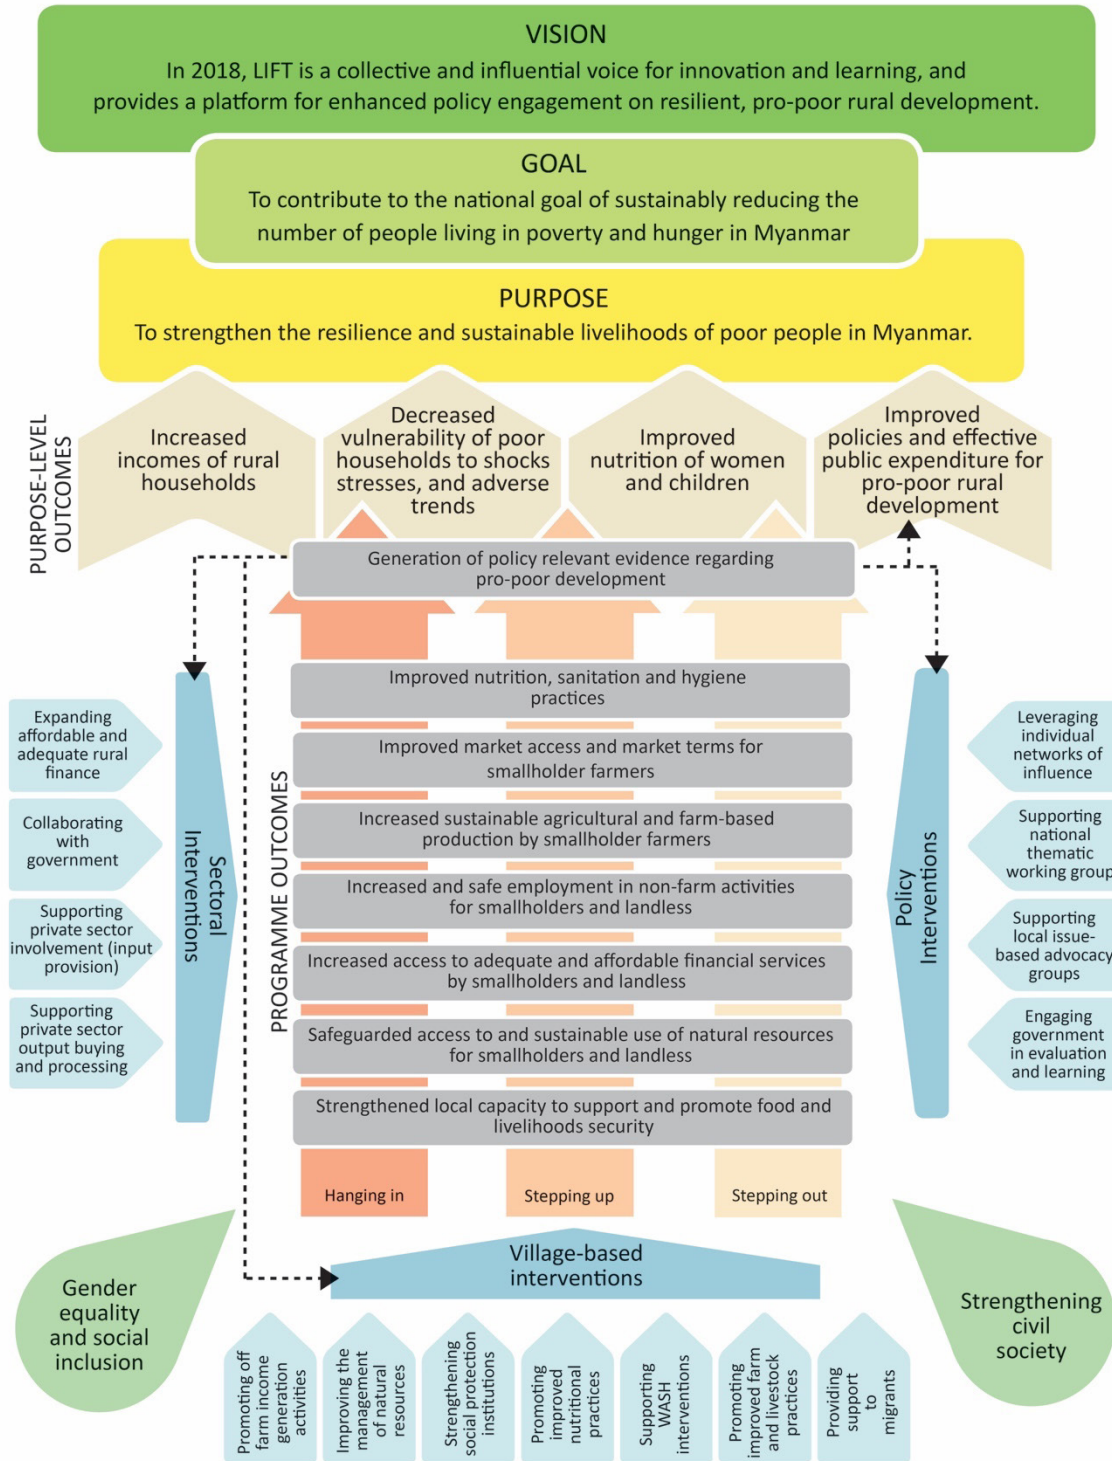 VISION
In 2018, LIFT is a collective and influential voice for innovation and learning, and
provides a platform for enhanced policy engagement on resilient, pro-poor rural development.
GOAL
To contribute to the national goal of sustainably reducing the
number of people living in poverty and hunger in Myanmar
PURPOSE
To strengthen the resilience and sustainable livelihoods of poor people in Myanmar.
PURPOSE-LEVEL
OUTCOMES
Increased
incomes of rural
households
Decreased
vulnerability of poor
households to shocks
stresses, and adverse
trends
Improved
nutrition of women
and children
Improved
policies and effective
public expenditure for
pro-poor rural
development
Generation of policy relevant evidence regarding
pro-poor development
PROGRAMME OUTCOMES
Improved nutrition, sanitation and hygiene
practices
Improved market access and market terms for
smallholder farmers
Increased sustainable agricultural and farm-based
production by smallholder farmers
Increased and safe employment in non-farm activities
for smallholders and landless
Increased access to adequate and affordable financial services
by smallholders and landless
Safeguarded access to and sustainable use of natural resources
for smallholders and landless
Strengthened local capacity to support and promote food and
livelihoods security
Hanging in
Stepping up
Stepping out
Expanding
affordable and
adequate rural
finance
Collaborating
with
government
Supporting
private sector
involvement (input
provision)
Supporting
private sector
output buying
and processing
Sectoral
Interventions
Policy
Interventions
Leveraging
individual
networks of
influence
Supporting
national
thematic
working group
Supporting
local issue-
based advocacy
groups
Engaging
government
in evaluation
and learning
Gender
equality
and social
inclusion
Village-based
interventions
Strengthening
civil
society
Promoting off
farm income
generation
activities
Improving the
management
of natural
resources
Strengthening
social protection
institutions
Promoting
improved
nutritional
practices
Supporting
WASH
interventions
Promoting
improved farm
and livestock
practices
Providing
support
to
migrants